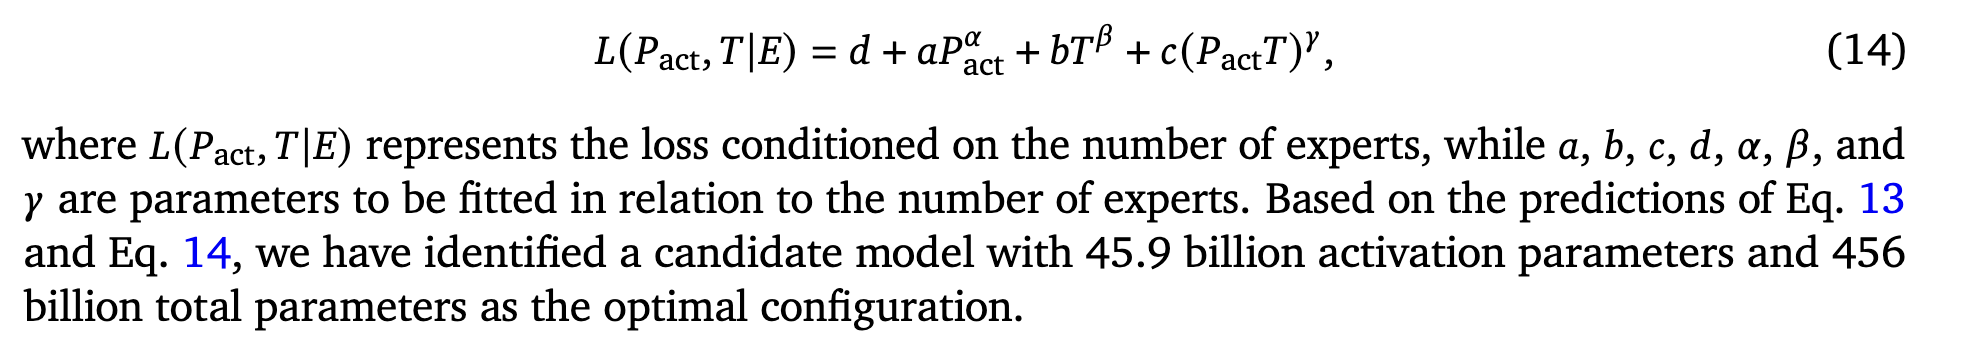 L(P_act, T|E) = d + aP_act^α + bT^β + c(P_actT)^γ, (14)
where L(P_act, T|E) represents the loss conditioned on the number of experts, while a, b, c, d, α, β, and
γ are parameters to be fitted in relation to the number of experts. Based on the predictions of Eq. 13
and Eq. 14, we have identified a candidate model with 45.9 billion activation parameters and 456
billion total parameters as the optimal configuration.